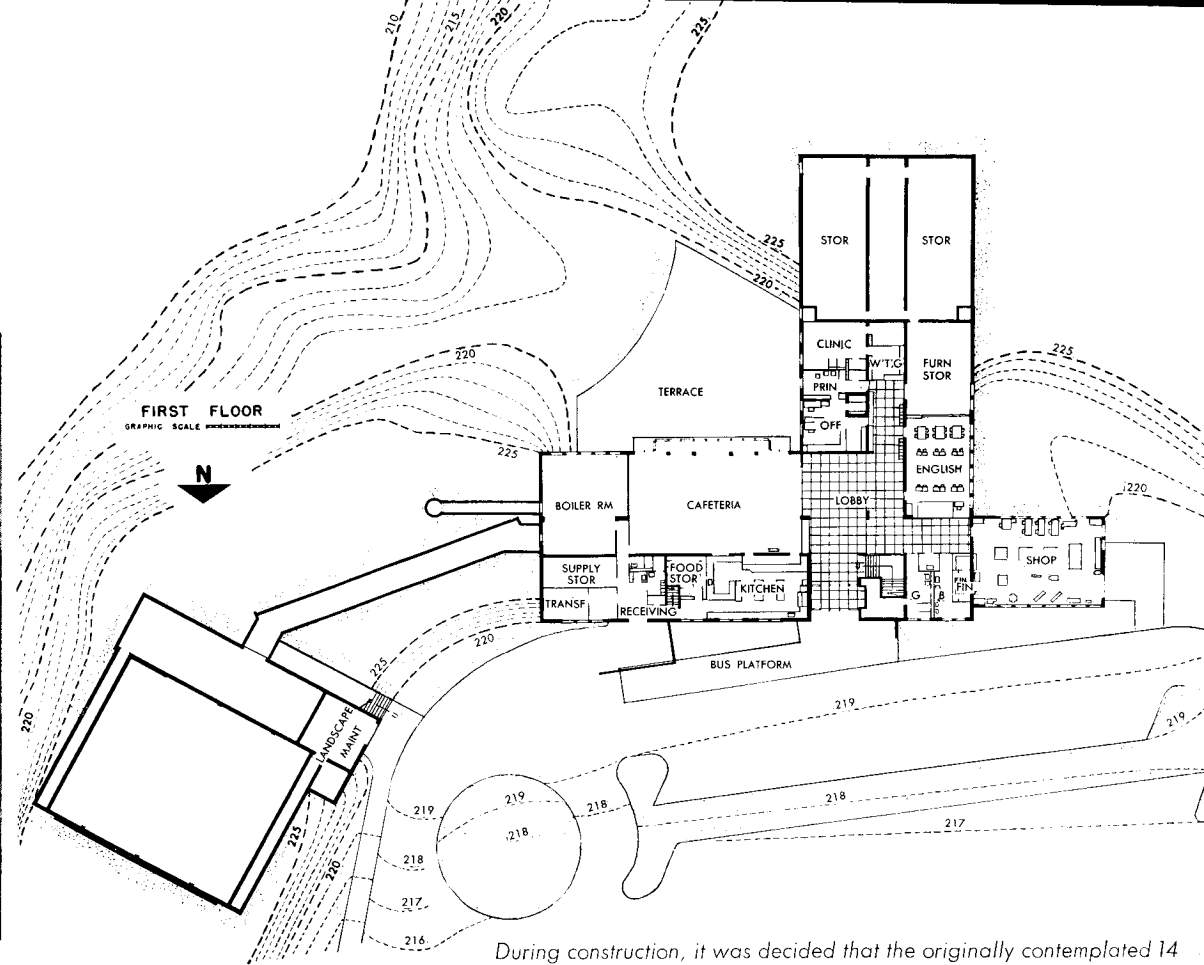 210
215
220
225
225
220
STOR
STOR
CLINIC
W'T'G
PRIN
FURN
STOR
OFF
225
220
TERRACE
FIRST FLOOR
GRAPHIC SCALE
N
225
ENGLISH
220
BOILER RM
CAFETERIA
LOBBY
SHOP
SUPPLY
STOR
FOOD
STOR
KITCHEN
TRANSF
RECEIVING
G
B
FIN
FIN
220
225
BUS PLATFORM
219
219
220
LANDSCAPE
MAINT
219
219
218
218
218
217
225
220
218
217
216
During construction, it was decided that the originally contemplated 14